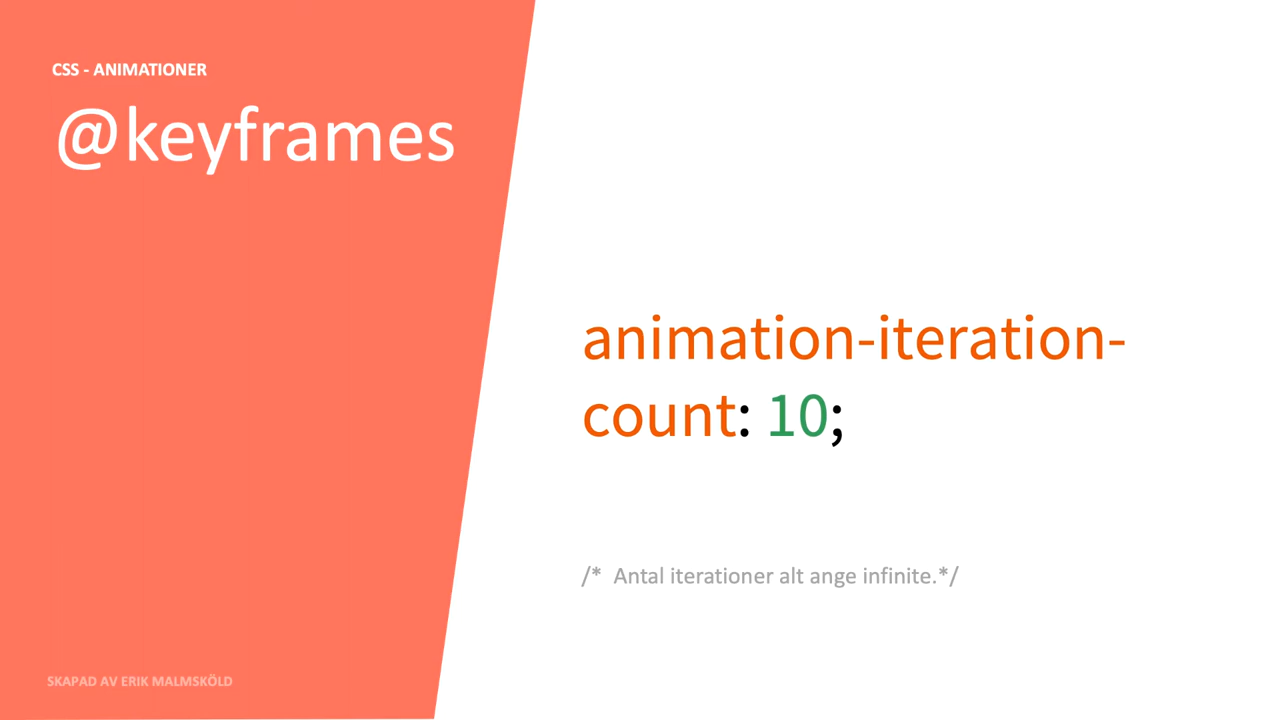 CSS - ANIMATIONER
@keyframes
animation-iteration-
count: 10;
/*  Antal iterationer alt ange infinite.*/
SKAPAD AV ERIK MALMSKÖLD